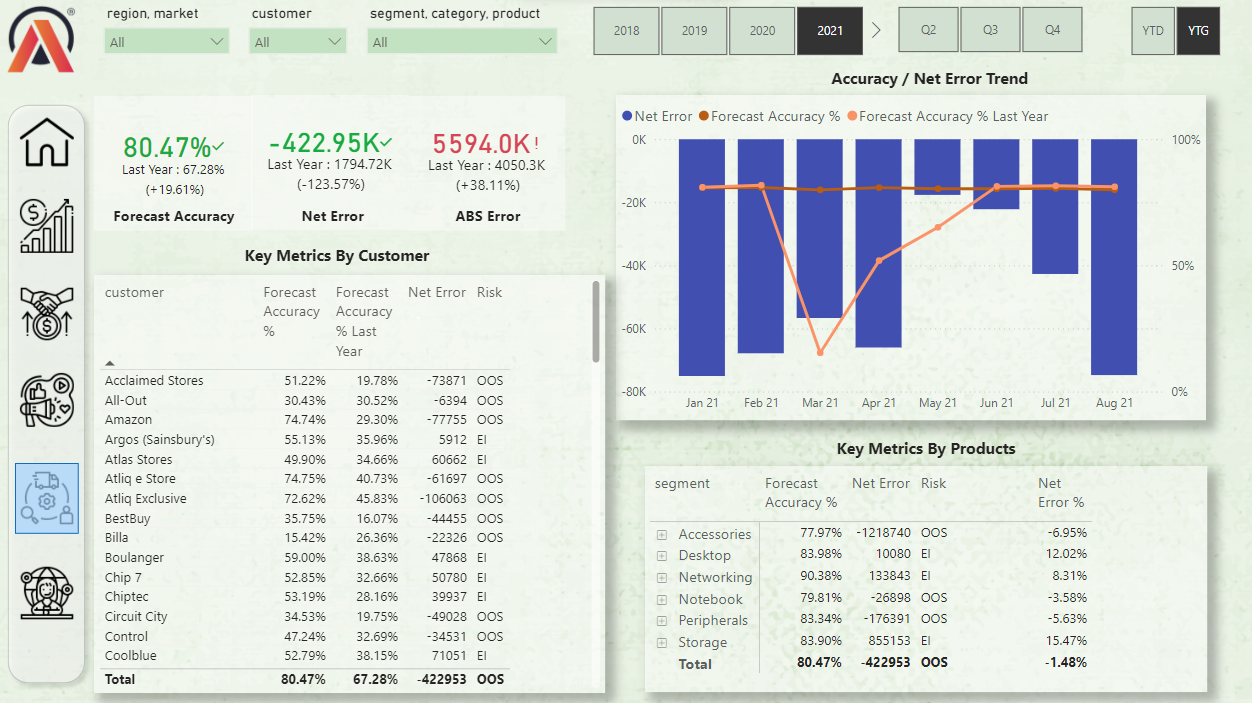 region, market
customer
segment, category, product
All
All
All
2018 2019 2020 2021
Q2 Q3 Q4
YTD YTG
®
80.47%
Last Year : 67.28%
(+19.61%)
Forecast Accuracy
-422.95K
Last Year : 1794.72K
(-123.57%)
Net Error
5594.0K!
Last Year : 4050.3K
(+38.11%)
ABS Error
Accuracy / Net Error Trend
Net Error Forecast Accuracy % Forecast Accuracy % Last Year
0K
-20K
-40K
-60K
-80K
100%
50%
0%
Jan 21 Feb 21 Mar 21 Apr 21 May 21 Jun 21 Jul 21 Aug 21
Key Metrics By Customer
customer Forecast Accuracy % Forecast Accuracy % Last Year Net Error Risk
Acclaimed Stores 51.22% 19.78% -73871 OOS
All-Out 30.43% 30.52% -6394 OOS
Amazon 74.74% 29.30% -77755 OOS
Argos (Sainsbury's) 55.13% 35.96% 5912 EI
Atlas Stores 49.90% 34.66% 60662 EI
Atliq e Store 74.75% 40.73% -61697 OOS
Atliq Exclusive 72.62% 45.83% -106063 OOS
BestBuy 35.75% 16.07% -44455 OOS
Billa 15.42% 26.36% -22326 OOS
Boulanger 59.00% 38.63% 47868 EI
Chip 7 52.85% 32.66% 50780 EI
Chiptec 53.19% 28.16% 39937 EI
Circuit City 34.53% 19.75% -49028 OOS
Control 47.24% 32.69% -34531 OOS
Coolblue 52.79% 38.15% 71051 EI
Total 80.47% 67.28% -422953 OOS
Key Metrics By Products
segment Forecast Accuracy % Net Error Risk Net Error %
Accessories 77.97% -1218740 OOS -6.95%
Desktop 83.98% 10080 EI 12.02%
Networking 90.38% 133843 EI 8.31%
Notebook 79.81% -26898 OOS -3.58%
Peripherals 83.34% -176391 OOS -5.63%
Storage 83.90% 855153 EI 15.47%
Total 80.47% -422953 OOS -1.48%